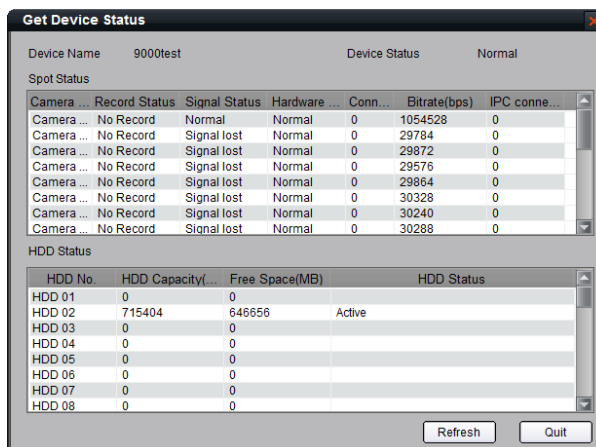 Get Device Status
Device Name 9000test Device Status Normal
Spot Status
Camera ... Record Status Signal Status Hardware ... Conn... Bitrate(bps) IPC conne...
Camera ... No Record Normal Normal 0 1054528 0
Camera ... No Record Signal lost Normal 0 29784 0
Camera ... No Record Signal lost Normal 0 29872 0
Camera ... No Record Signal lost Normal 0 29576 0
Camera ... No Record Signal lost Normal 0 29864 0
Camera ... No Record Signal lost Normal 0 30328 0
Camera ... No Record Signal lost Normal 0 30240 0
Camera ... No Record Signal lost Normal 0 30288 0
HDD Status
HDD No. HDD Capacity(... Free Space(MB) HDD Status
HDD 01 0 0
HDD 02 715404 646656 Active
HDD 03 0 0
HDD 04 0 0
HDD 05 0 0
HDD 06 0 0
HDD 07 0 0
HDD 08 0 0
Refresh Quit